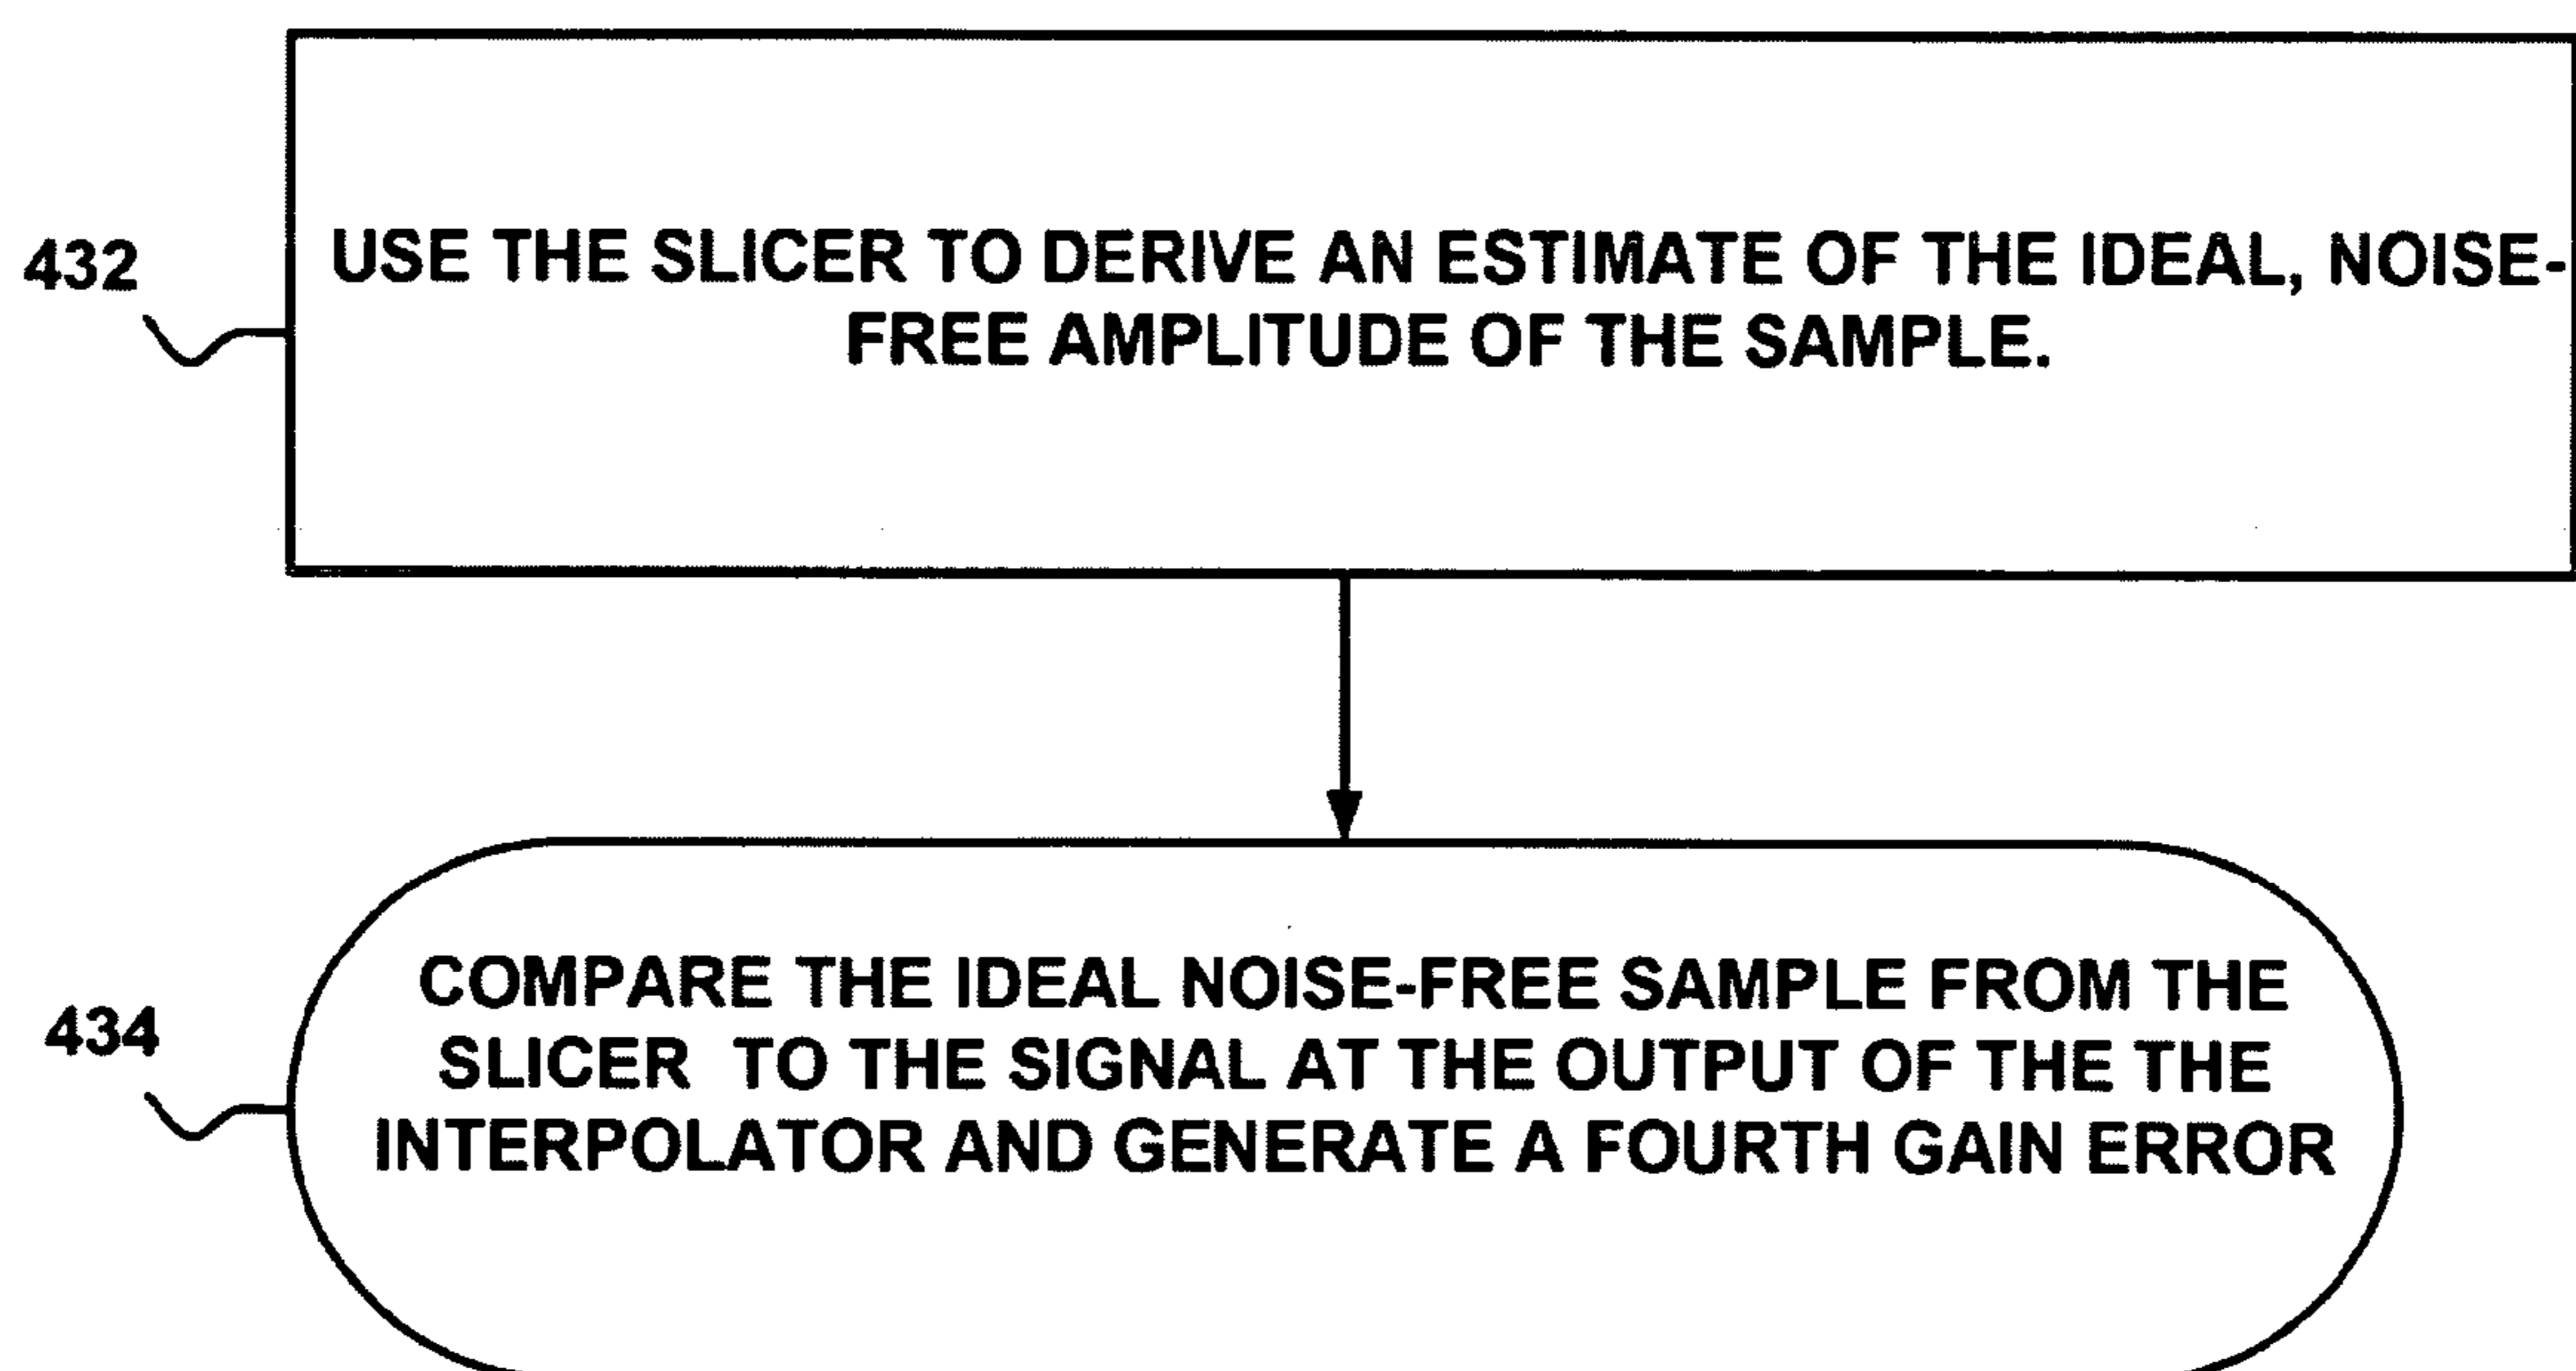 432
USE THE SLICER TO DERIVE AN ESTIMATE OF THE IDEAL, NOISE-
FREE AMPLITUDE OF THE SAMPLE.
434
COMPARE THE IDEAL NOISE-FREE SAMPLE FROM THE
SLICER TO THE SIGNAL AT THE OUTPUT OF THE THE
INTERPOLATOR AND GENERATE A FOURTH GAIN ERROR